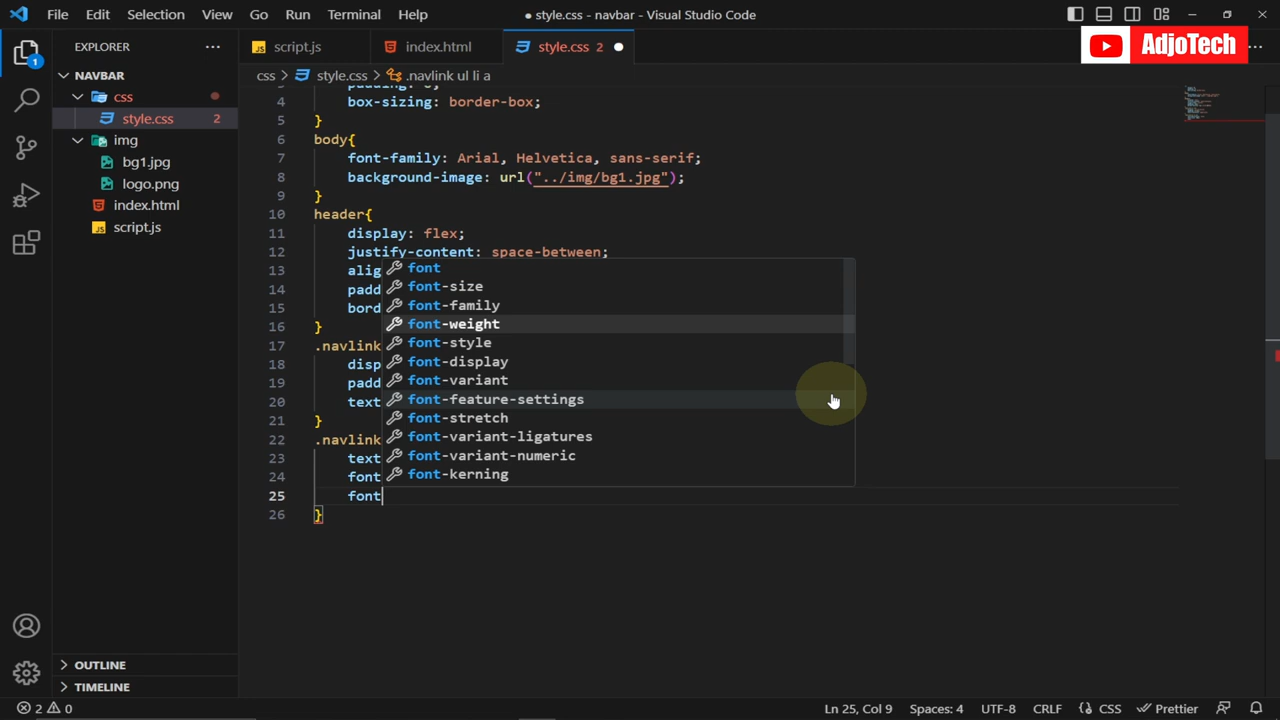 File Edit Selection View Go Run Terminal Help
● style.css - navbar - Visual Studio Code
AdjoTech
EXPLORER
script.js index.html style.css 2
css > style.css > .navlink ul li a
NAVBAR
css
style.css 2
img
bg1.jpg
logo.png
index.html
script.js
OUTLINE
TIMELINE
1
4 box-sizing: border-box;
5 }
6 body{
7 font-family: Arial, Helvetica, sans-serif;
8 background-image: url("../img/bg1.jpg");
9 }
10 header{
11 display: flex;
12 justify-content: space-between;
13 alig
14 padd
15 bord
16 }
17 .navlink
18 disp
19 padd
20 text
21 }
22 .navlink
23 text
24 font
25 font
26 }
font
font-size
font-family
font-weight
font-style
font-display
font-variant
font-feature-settings
font-stretch
font-variant-ligatures
font-variant-numeric
font-kerning
2 0
Ln 25, Col 9 Spaces: 4 UTF-8 CRLF {} CSS Prettier